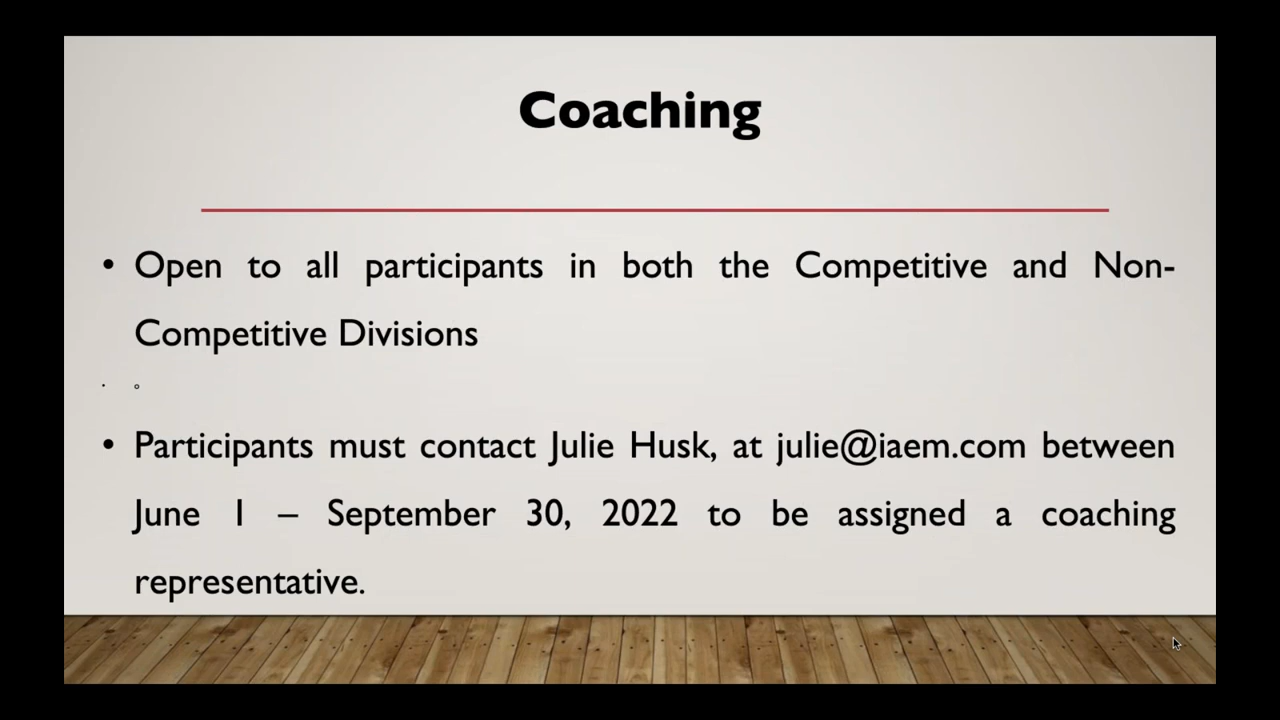 Coaching
• Open to all participants in both the Competitive and Non-
Competitive Divisions
• Participants must contact Julie Husk, at julie@iaem.com between
June 1 – September 30, 2022 to be assigned a coaching
representative.